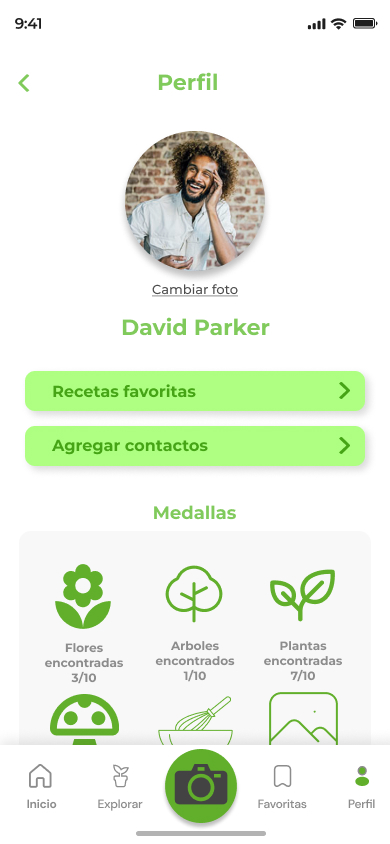 9:41
Perfil
Cambiar foto
David Parker
Recetas favoritas
Agregar contactos
Medallas
Flores
encontradas
3/10
Arboles
encontrados
1/10
Plantas
encontradas
7/10
Inicio
Explorar
Favoritas
Perfil